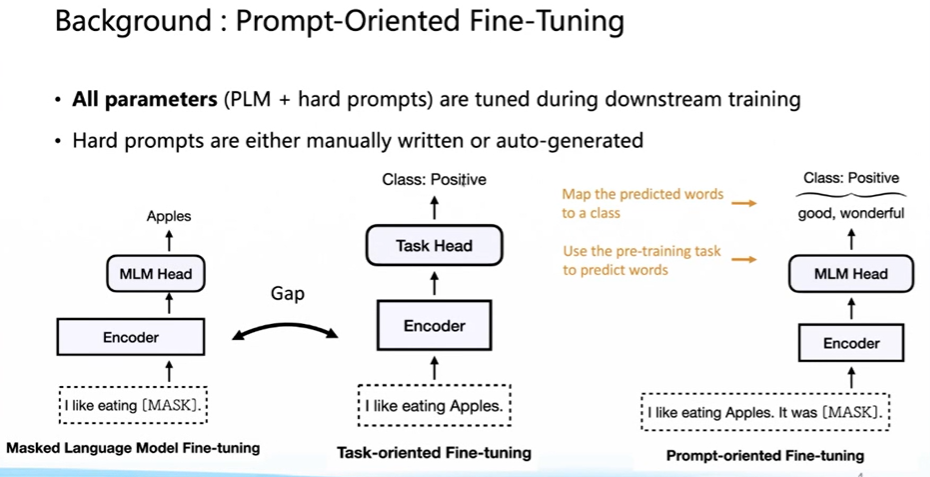 Background : Prompt-Oriented Fine-Tuning
• All parameters (PLM + hard prompts) are tuned during downstream training
• Hard prompts are either manually written or auto-generated
Apples
MLM Head
Encoder
I like eating [MASK].
Masked Language Model Fine-tuning
Gap
Class: Positive
Task Head
Encoder
I like eating Apples.
Task-oriented Fine-tuning
Map the predicted words
to a class
Use the pre-training task
to predict words
Class: Positive
good, wonderful
MLM Head
Encoder
I like eating Apples. It was [MASK].
Prompt-oriented Fine-tuning